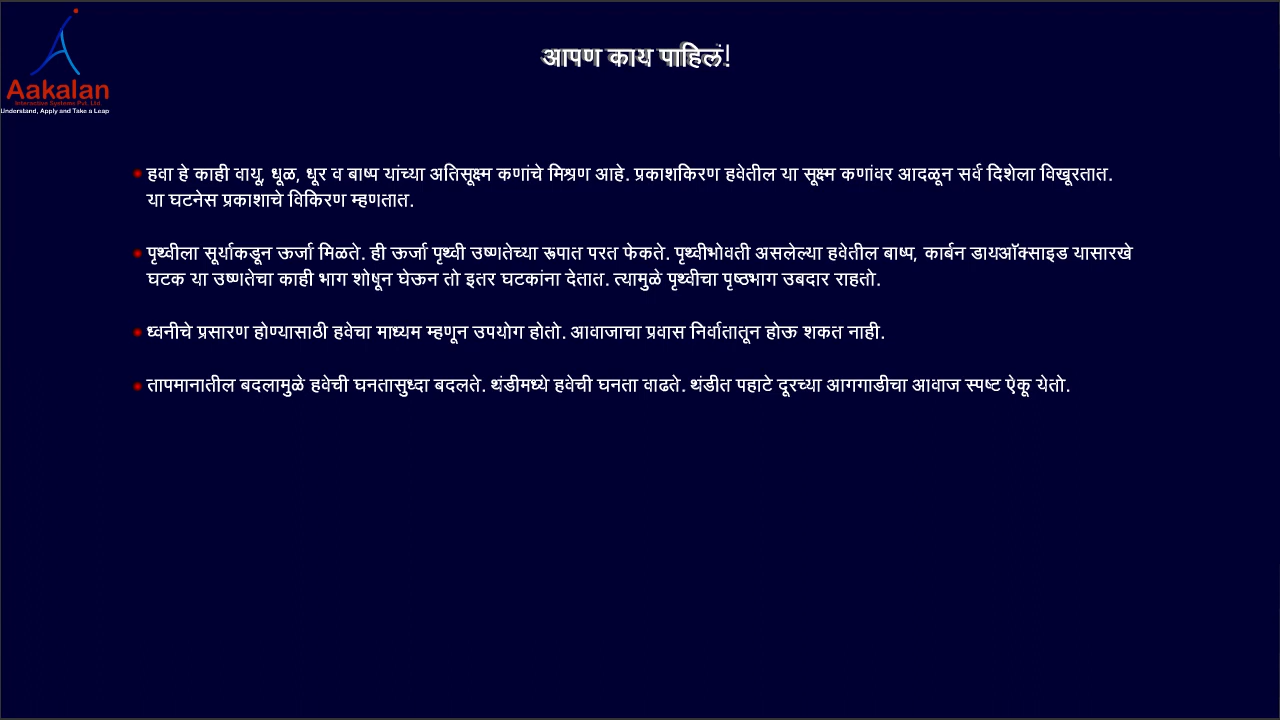 Aakalan
Interactive Systems Pvt. Ltd.
Understand, Apply and Take a Leap
आपण काय पाहिलं!
हवा हे काही वायू, धूळ, धूर व बाष्प यांच्या अतिसूक्ष्म कणांचे मिश्रण आहे. प्रकाशकिरण हवेतील या सूक्ष्म कणांवर आदळून सर्व दिशेला विखूरतात.
या घटनेस प्रकाशाचे विकिरण म्हणतात.
पृथ्वीला सूर्याकडून ऊर्जा मिळते. ही ऊर्जा पृथ्वी उष्णतेच्या रूपात परत फेकते. पृथ्वीभोवती असलेल्या हवेतील बाष्प, कार्बन डायऑक्साइड यासारखे
घटक या उष्णतेचा काही भाग शोषून घेऊन तो इतर घटकांना देतात. त्यामुळे पृथ्वीचा पृष्ठभाग उबदार राहतो.
ध्वनीचे प्रसारण होण्यासाठी हवेचा माध्यम म्हणून उपयोग होतो. आवाजाचा प्रवास निर्वातातून होऊ शकत नाही.
तापमानातील बदलामुळे हवेची घनतासुध्दा बदलते. थंडीमध्ये हवेची घनता वाढते. थंडीत पहाटे दूरच्या आगगाडीचा आवाज स्पष्ट ऐकू येतो.